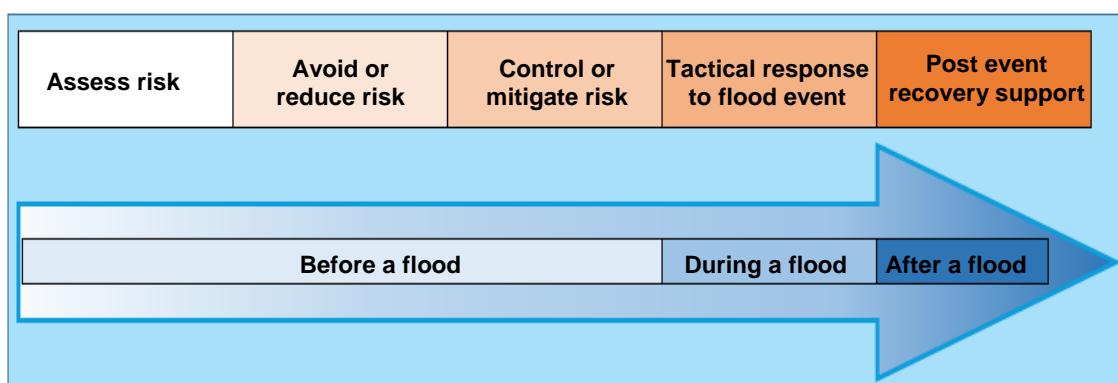 Assess risk
Avoid or
reduce risk
Control or
mitigate risk
Tactical response
to flood event
Post event
recovery support
Before a flood
During a flood
After a flood